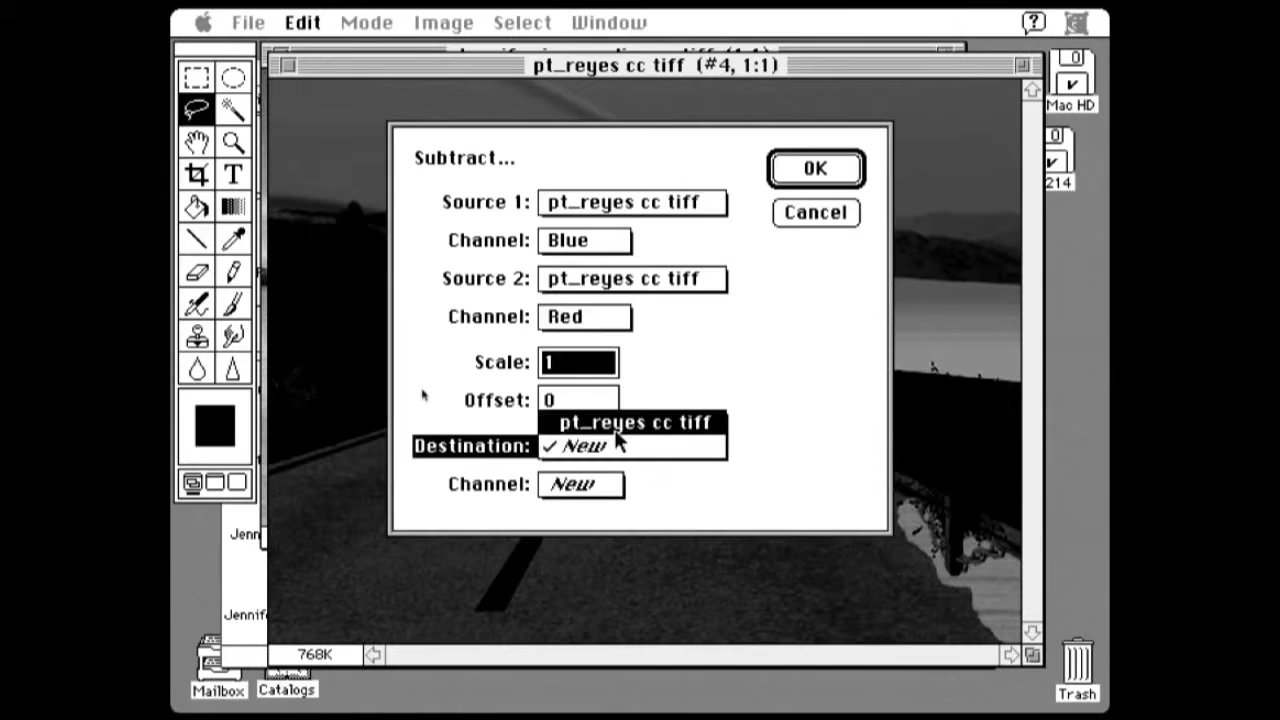 File Edit Mode Image Select Window
pt_reyes cc tiff (#4, 1:1)
Mac HD
Subtract...
OK
Source 1: pt_reyes cc tiff
Cancel
Channel: Blue
Source 2: pt_reyes cc tiff
Channel: Red
Scale: 1
Offset: 0
pt_reyes cc tiff
Destination: ✓ New
Channel: New
214
Jenn
Jennife
768K
Mailbox
Catalogs
Trash